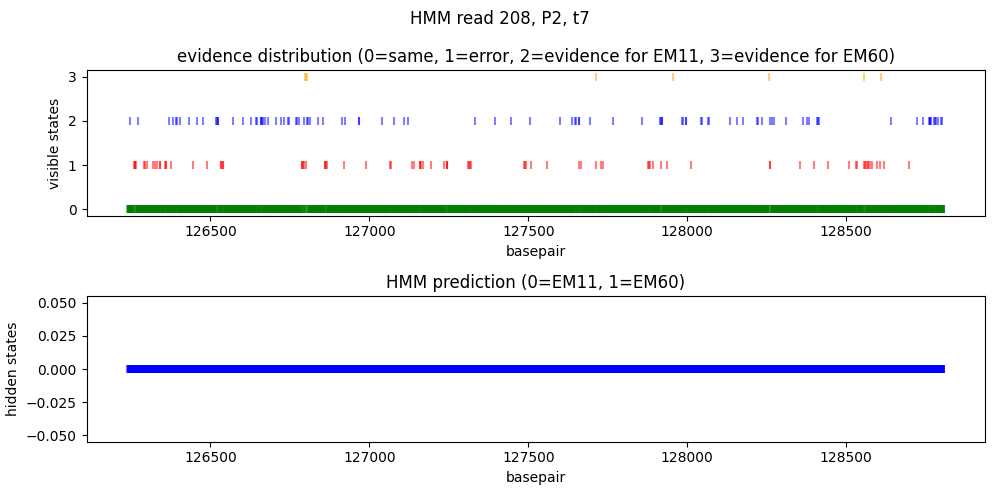 HMM read 208, P2, t7
evidence distribution (0=same, 1=error, 2=evidence for EM11, 3=evidence for EM60)
visible states
3
2
1
0
126500 127000 127500 128000 128500
basepair
HMM prediction (0=EM11, 1=EM60)
hidden states
0.050
0.025
0.000
−0.025
−0.050
126500 127000 127500 128000 128500
basepair